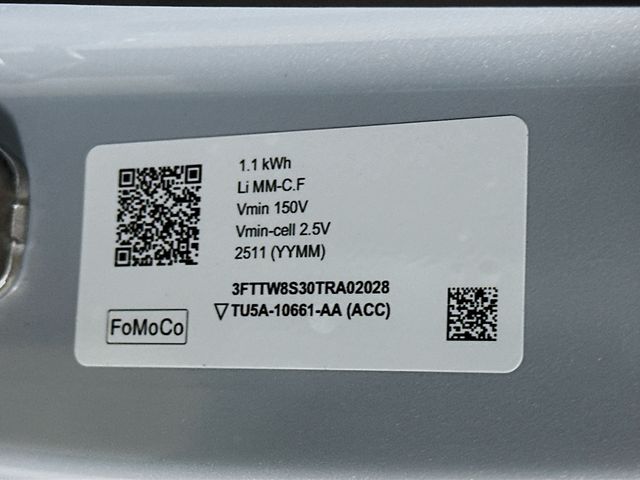 1.1 kWh
Li MM-C.F
Vmin 150V
Vmin-cell 2.5V
2511 (YYMM)
3FTTW8S30TRA02028
TU5A-10661-AA (ACC)
FoMoCo